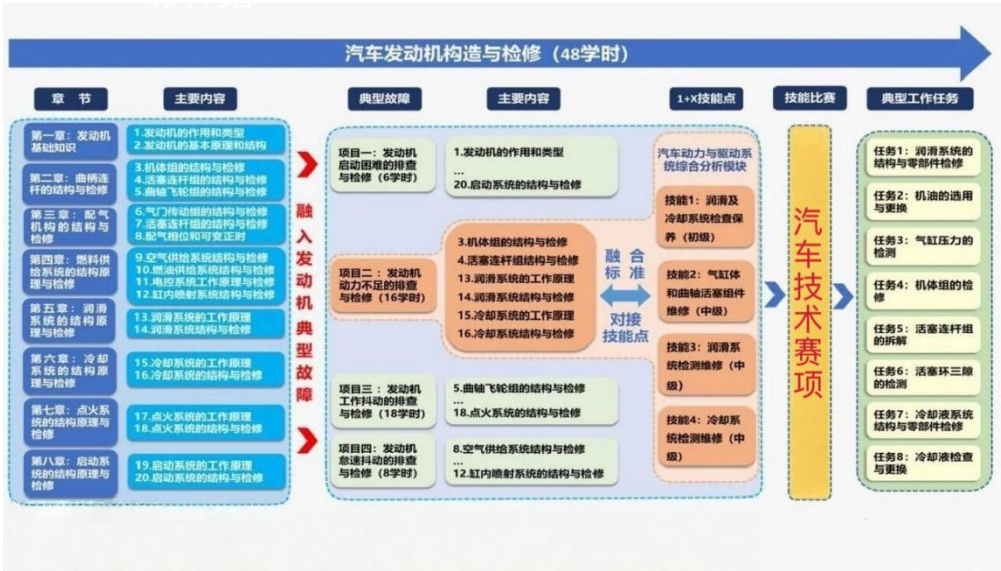 汽车发动机构造与检修（48学时）
章 节
主要内容
典型故障
主要内容
1+X技能点
技能比赛
典型工作任务
第一章：发动机
基础知识
1.发动机的作用和类型
2.发动机的基本原理和结构
第二章：曲柄连
杆的结构与检修
3.机体组的结构与检修
4.活塞连杆组的结构与检修
5.曲轴飞轮组的结构与检修
第三章：配气
机构的结构与
检修
6.气门传动组的结构与检修
7.活塞连杆组的结构与检修
8.配气相位和可变正时
第四章：燃料供
给系统的结构原
理与检修
9.空气供给系统结构与检修
10.燃油供给系统结构与检修
11.电控系统工作原理与检修
12.缸内喷射系统结构与检修
第五章：润滑
系统的结构原
理与检修
13.润滑系统的工作原理
14.润滑系统结构与检修
第六章：冷却
系统的结构原
理与检修
15.冷却系统的工作原理
16.冷却系统的结构与检修
第七章：点火系
统的结构原理与
检修
17.点火系统的工作原理
18.点火系统的结构与检修
第八章：启动系
统的结构原理与
检修
19.启动系统的工作原理
20.启动系统的结构与检修
融入发动机典型故障
项目一：发动机
启动困难的排查
与检修（6学时）
1.发动机的作用和类型
...
20.启动系统的结构与检修
项目二：发动机
动力不足的排查
与检修（16学时）
3.机体组的结构与检修
4.活塞连杆组结构与检修
13.润滑系统的工作原理
14.润滑系统结构与检修
15.冷却系统的工作原理
16.冷却系统结构与检修
融 合
标 准
对接
技能点
项目三：发动机
工作抖动的排查
与检修（18学时）
5.曲轴飞轮组的结构与检修
...
18.点火系统的结构与检修
项目四：发动机
怠速抖动的排查
与检修（8学时）
8.空气供给系统结构与检修
...
12.缸内喷射系统的结构与检修
汽车动力与驱动系
统综合分析模块
技能1：润滑及
冷却系统检查保
养（初级）
技能2：气缸体
和曲轴活塞组件
维修（中级）
技能3：润滑系
统检测维修（中
级）
技能4：冷却系
统检测维修（中
级）
汽车技术赛项
任务1：润滑系统的
结构与零部件检修
任务2：机油的选用
与更换
任务3：气缸压力的
检测
任务4：机体组的检
修
任务5：活塞连杆组
的拆解
任务6：活塞环三隙
的检测
任务7：冷却液系统
结构与零部件检修
任务8：冷却液检查
与更换